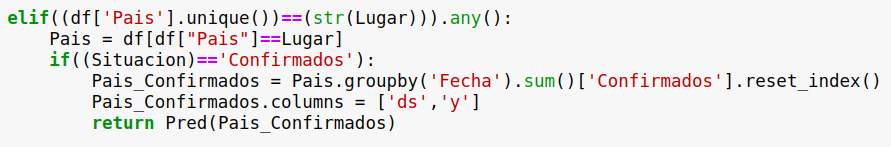 elif((df['Pais'].unique())==(str(Lugar))).any():
    Pais = df[df["Pais"]==Lugar]
    if((Situacion)=='Confirmados'):
        Pais_Confirmados = Pais.groupby('Fecha').sum()['Confirmados'].reset_index()
        Pais_Confirmados.columns = ['ds','y']
        return Pred(Pais_Confirmados)